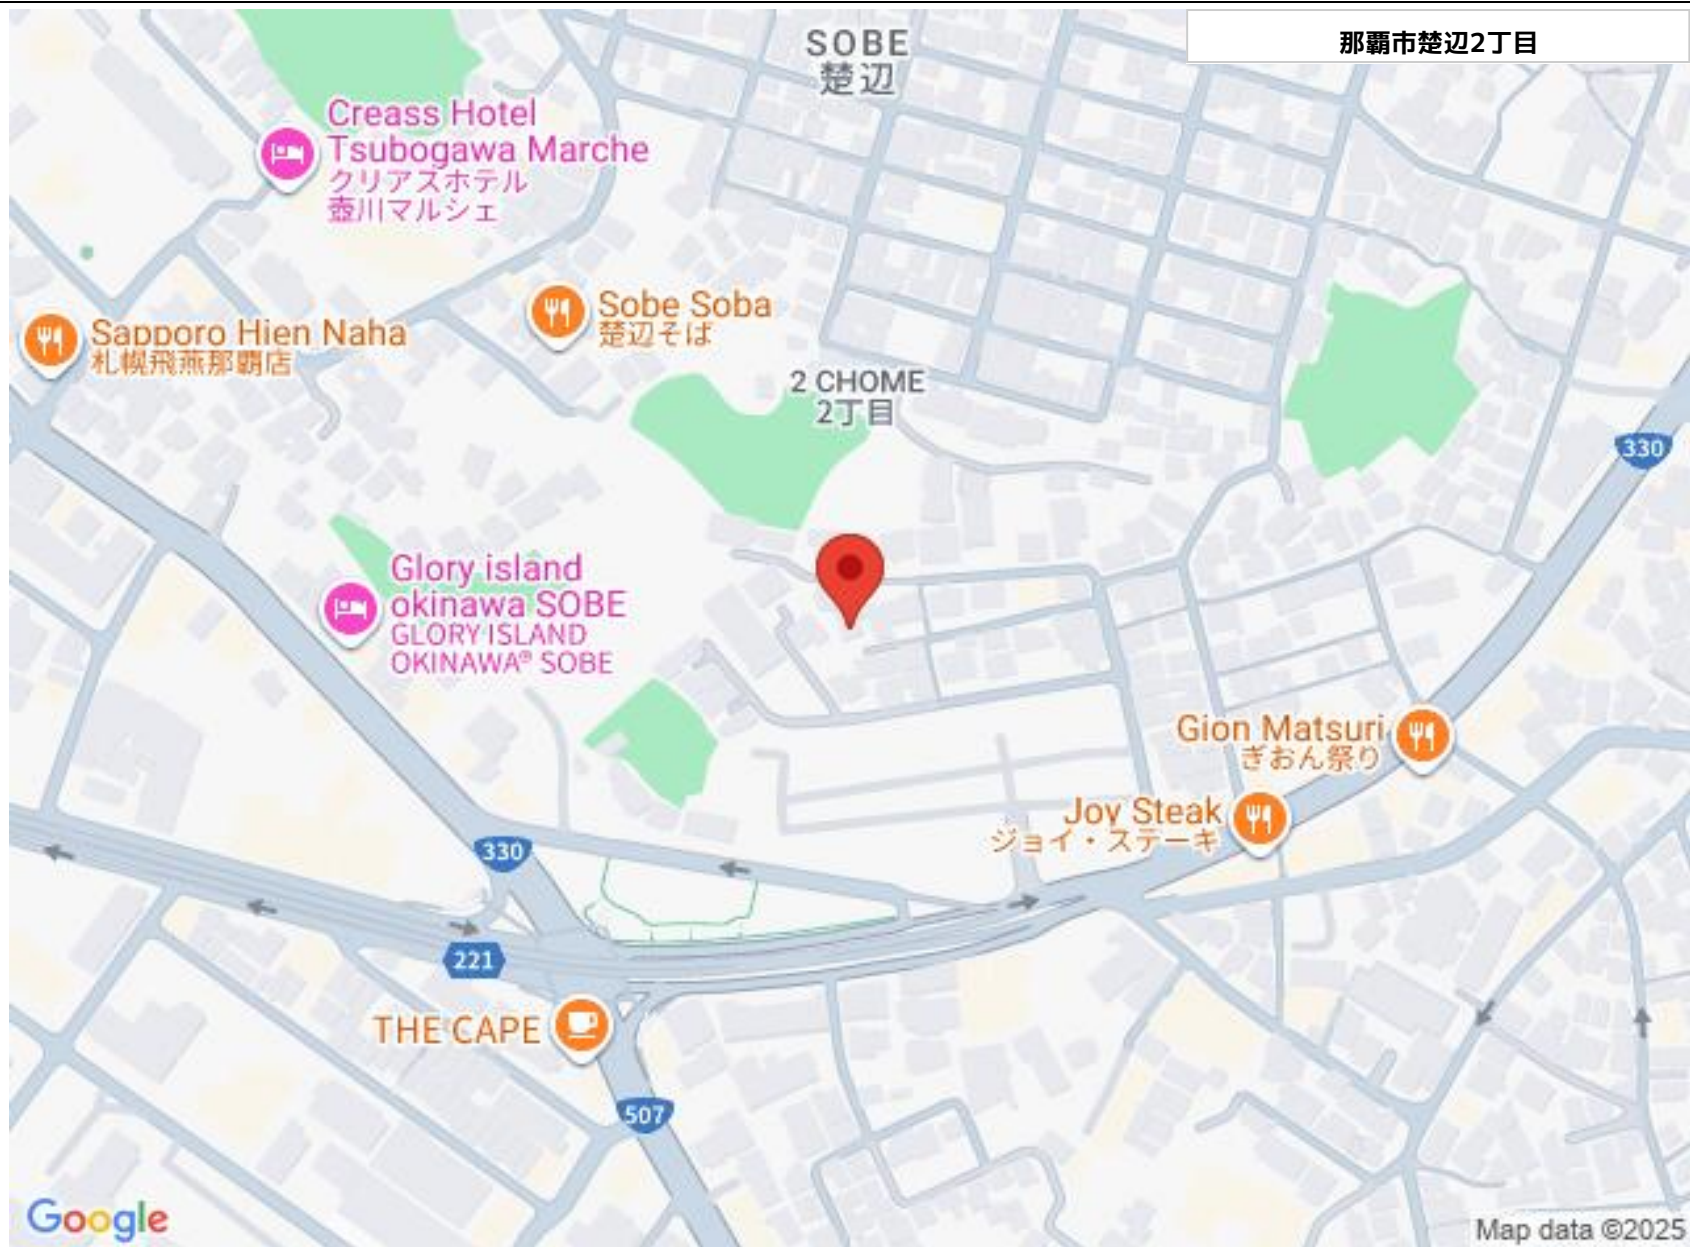 那覇市楚辺2丁目
SOBE
楚辺
Creass Hotel
Tsubogawa Marche
クリアスホテル
壺川マルシェ
Sobe Soba
楚辺そば
Sapporo Hien Naha
札幌飛燕那覇店
2 CHOME
2丁目
330
Glory island
okinawa SOBE
GLORY ISLAND
OKINAWA® SOBE
Gion Matsuri
ぎおん祭り
Joy Steak
ジョイ・ステーキ
330
221
THE CAPE
507
Google
Map data ©2025